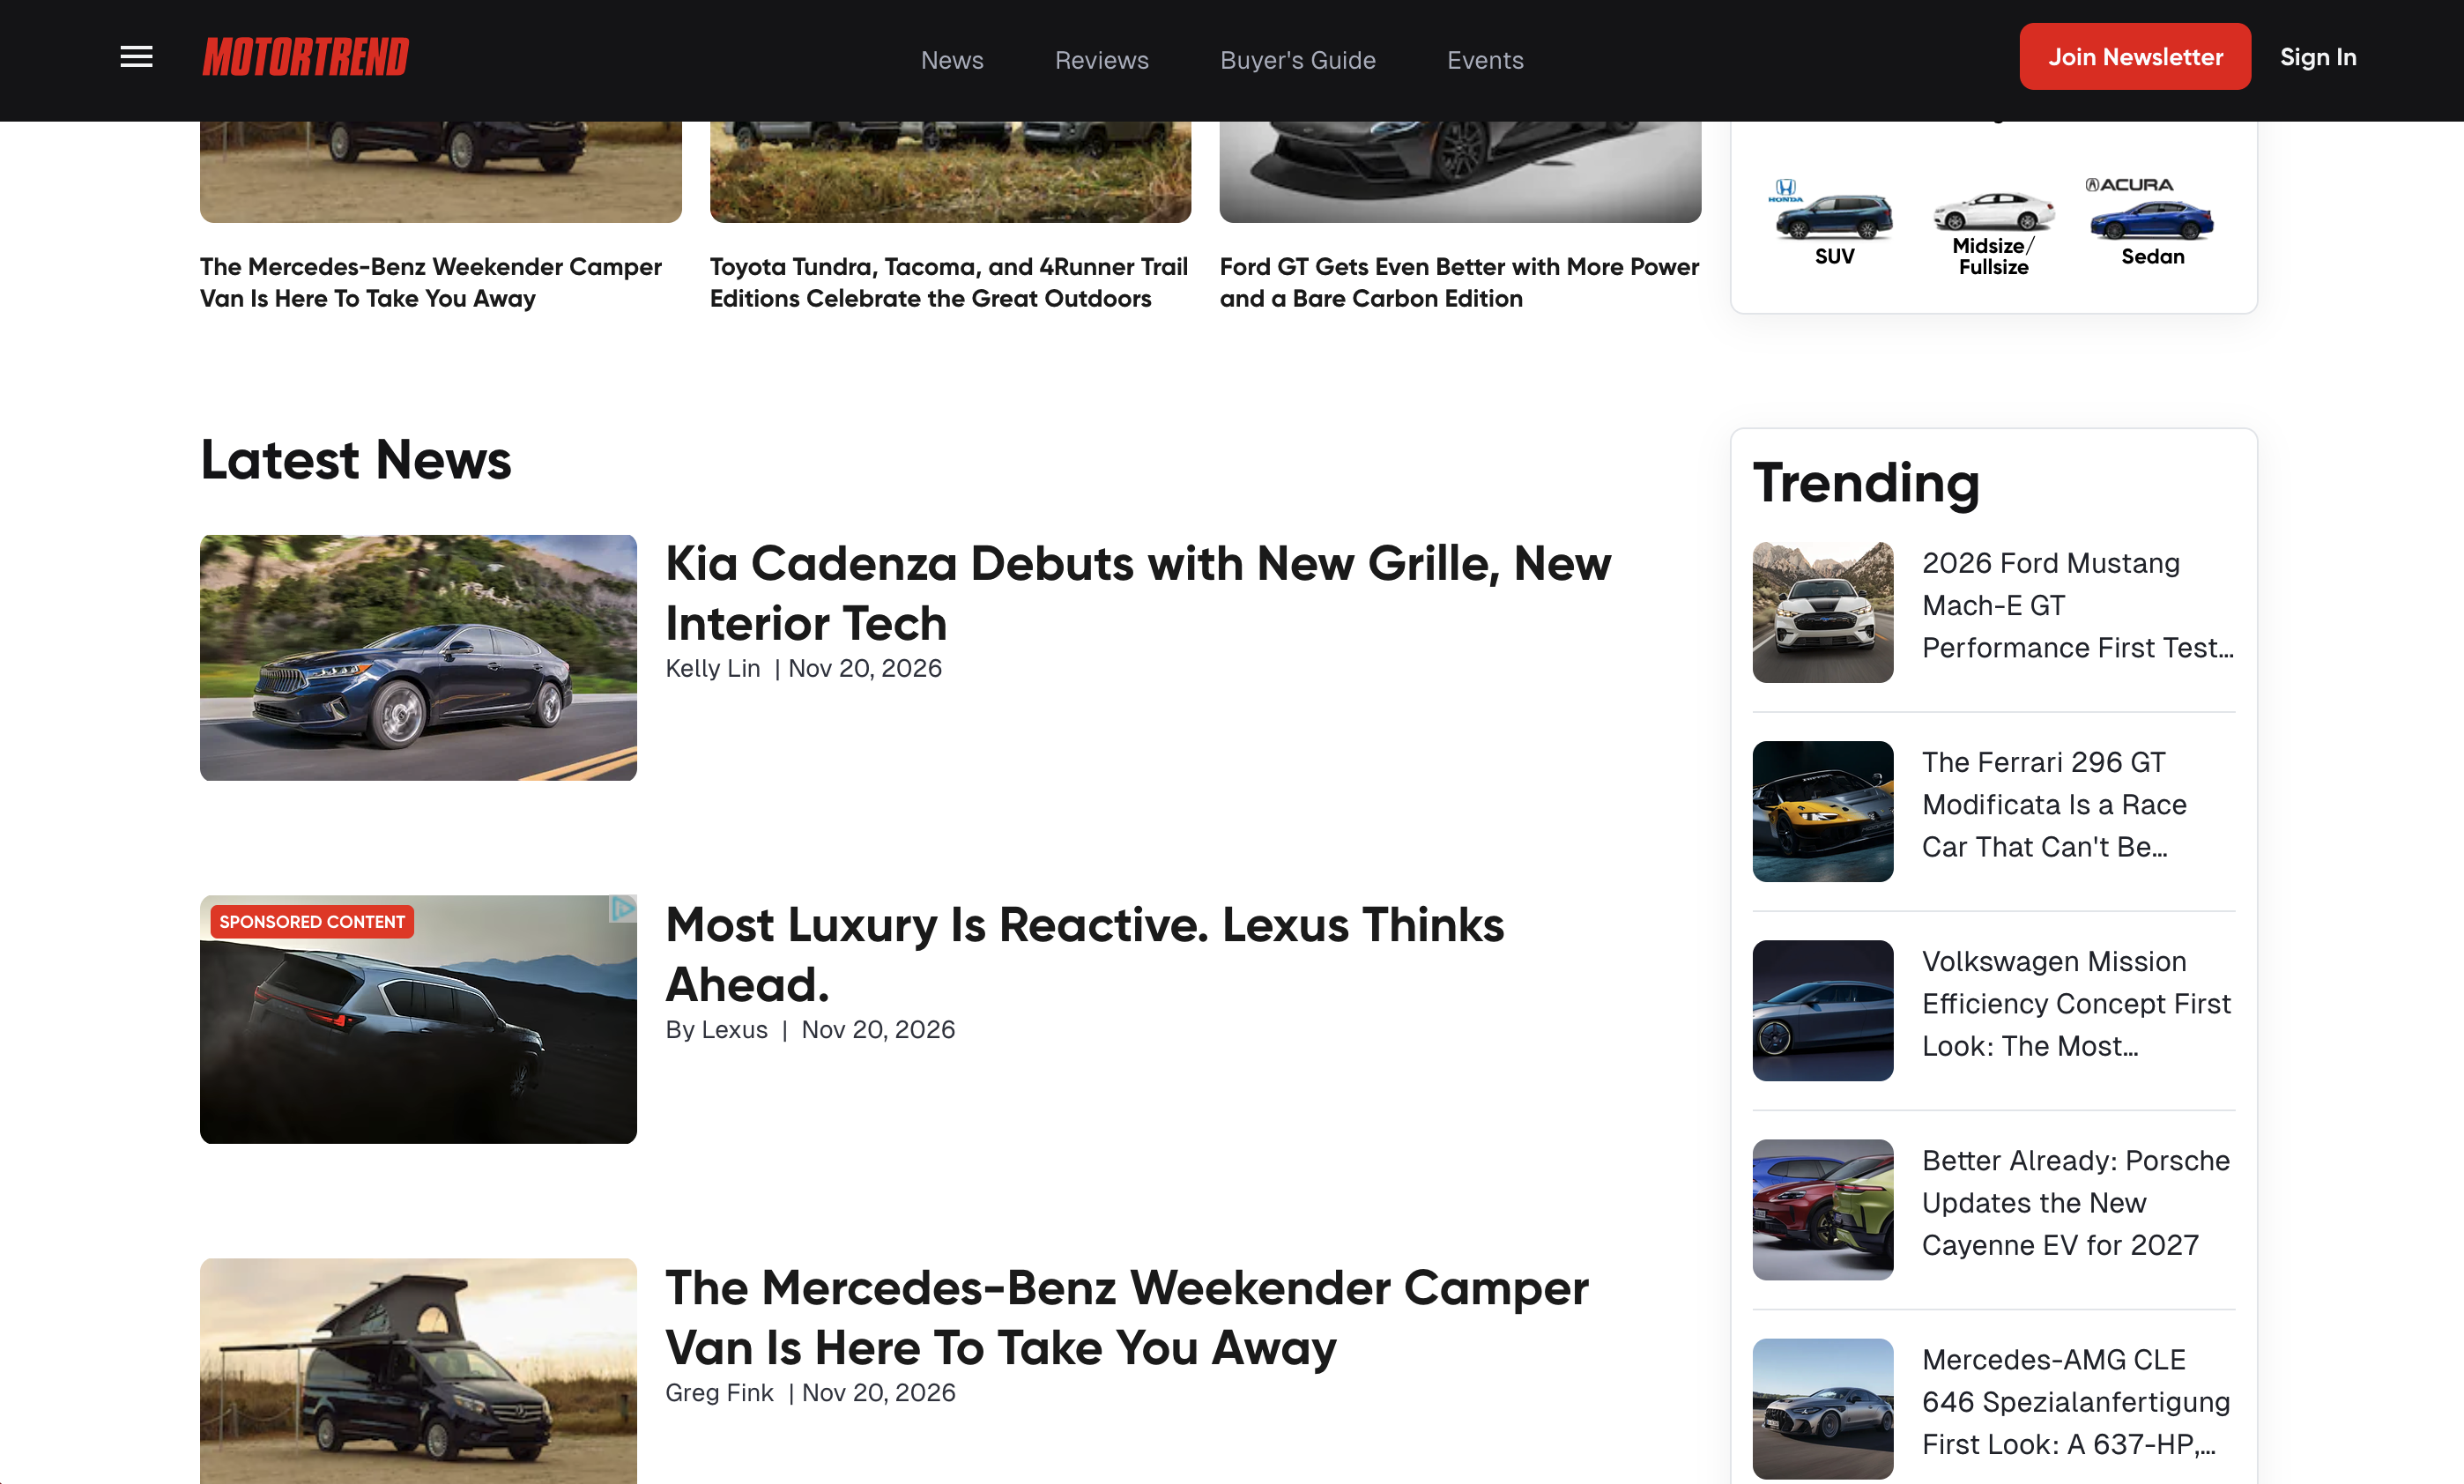 MOTORTREND
News
Reviews
Buyer's Guide
Events
Join Newsletter
Sign In
The Mercedes-Benz Weekender Camper
Van Is Here To Take You Away
Toyota Tundra, Tacoma, and 4Runner Trail
Editions Celebrate the Great Outdoors
Ford GT Gets Even Better with More Power
and a Bare Carbon Edition
HONDA
SUV
Midsize/
Fullsize
ACURA
Sedan
Latest News
Kia Cadenza Debuts with New Grille, New
Interior Tech
Kelly Lin | Nov 20, 2026
SPONSORED CONTENT
Most Luxury Is Reactive. Lexus Thinks
Ahead.
By Lexus | Nov 20, 2026
The Mercedes-Benz Weekender Camper
Van Is Here To Take You Away
Greg Fink | Nov 20, 2026
Trending
2026 Ford Mustang
Mach-E GT
Performance First Test...
The Ferrari 296 GT
Modificata Is a Race
Car That Can't Be...
Volkswagen Mission
Efficiency Concept First
Look: The Most...
Better Already: Porsche
Updates the New
Cayenne EV for 2027
Mercedes-AMG CLE
646 Spezialanfertigung
First Look: A 637-HP,...